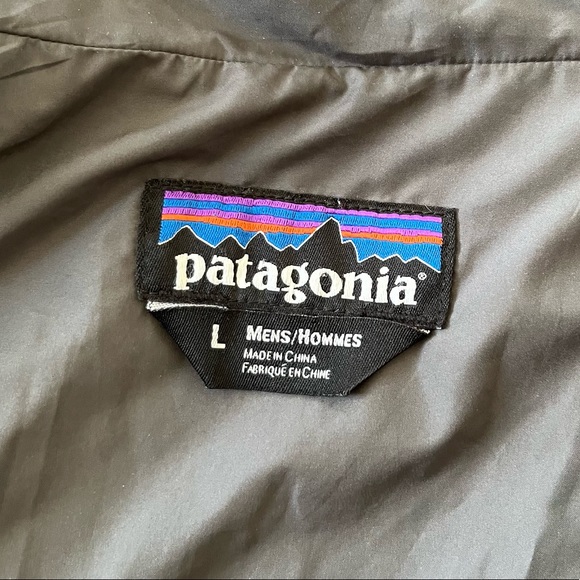 patagonia®
L MENS/HOMMES
MADE IN CHINA
FABRIQUÉ EN CHINE